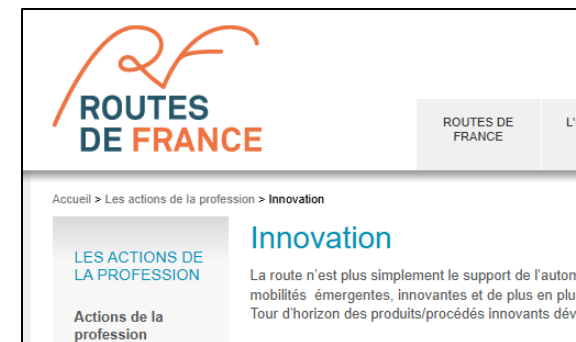 RF
ROUTES
DE FRANCE
ROUTES DE
FRANCE
Accueil > Les actions de la profession > Innovation
LES ACTIONS DE
LA PROFESSION
Actions de la
profession
Innovation
La route n'est plus simplement le support de l'autom
mobilités émergentes, innovantes et de plus en plu
Tour d'horizon des produits/procédés innovants dév